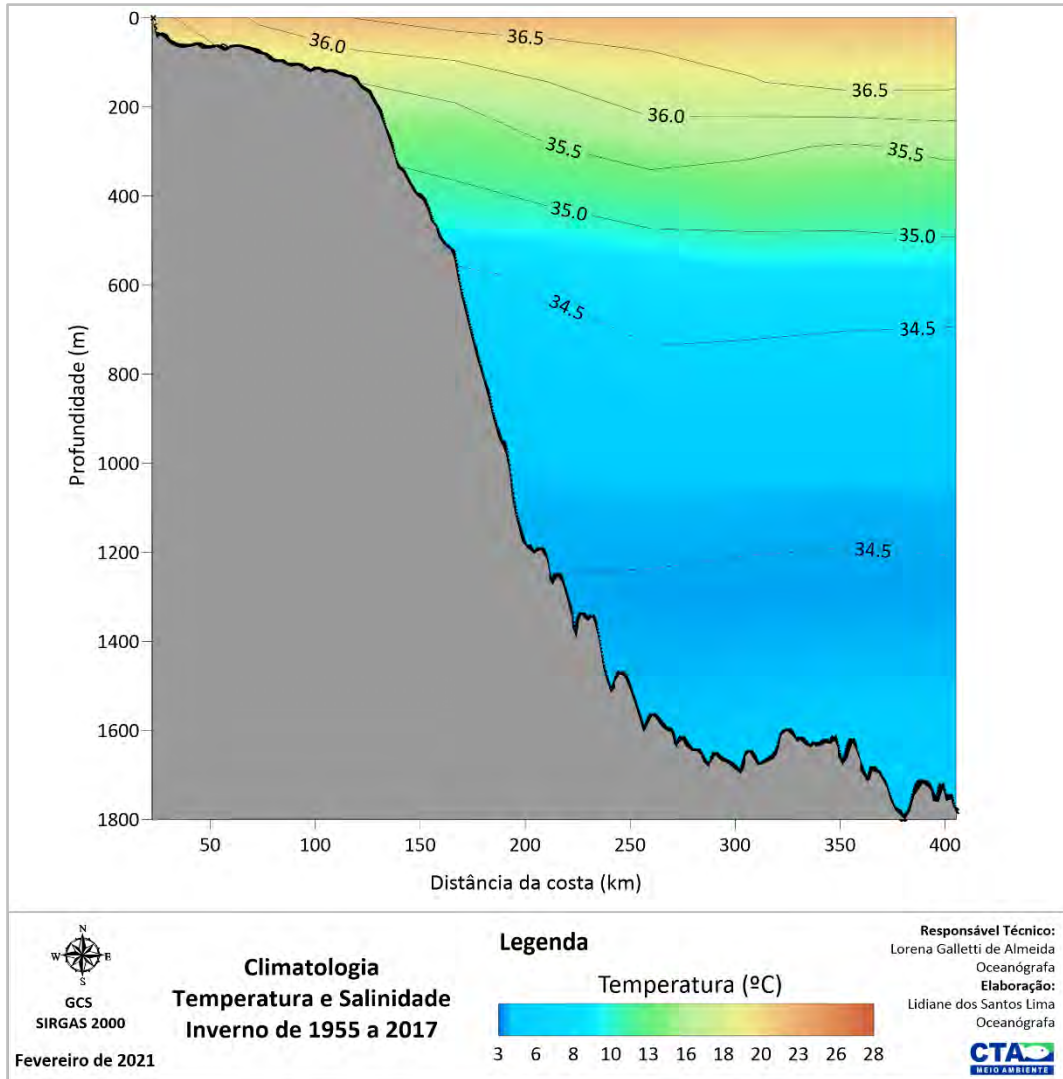 0
200
400
600
800
1000
1200
1400
1600
1800
Profundidade (m)
36.0
36.5
36.5
36.0
36.0
35.5
35.5
35.0
35.0
34.5
34.5
34.5
50
100
150
200
250
300
350
400
Distância da costa (km)
N
W
E
S
GCS
SIRGAS 2000
Fevereiro de 2021
Climatologia
Temperatura e Salinidade
Inverno de 1955 a 2017
Legenda
Temperatura (ºC)
3 6 8 10 13 16 18 20 23 26 28
Responsável Técnico:
Lorena Galletti de Almeida
Oceanógrafa
Elaboração:
Lidiane dos Santos Lima
Oceanógrafa
CTA
MEIO AMBIENTE